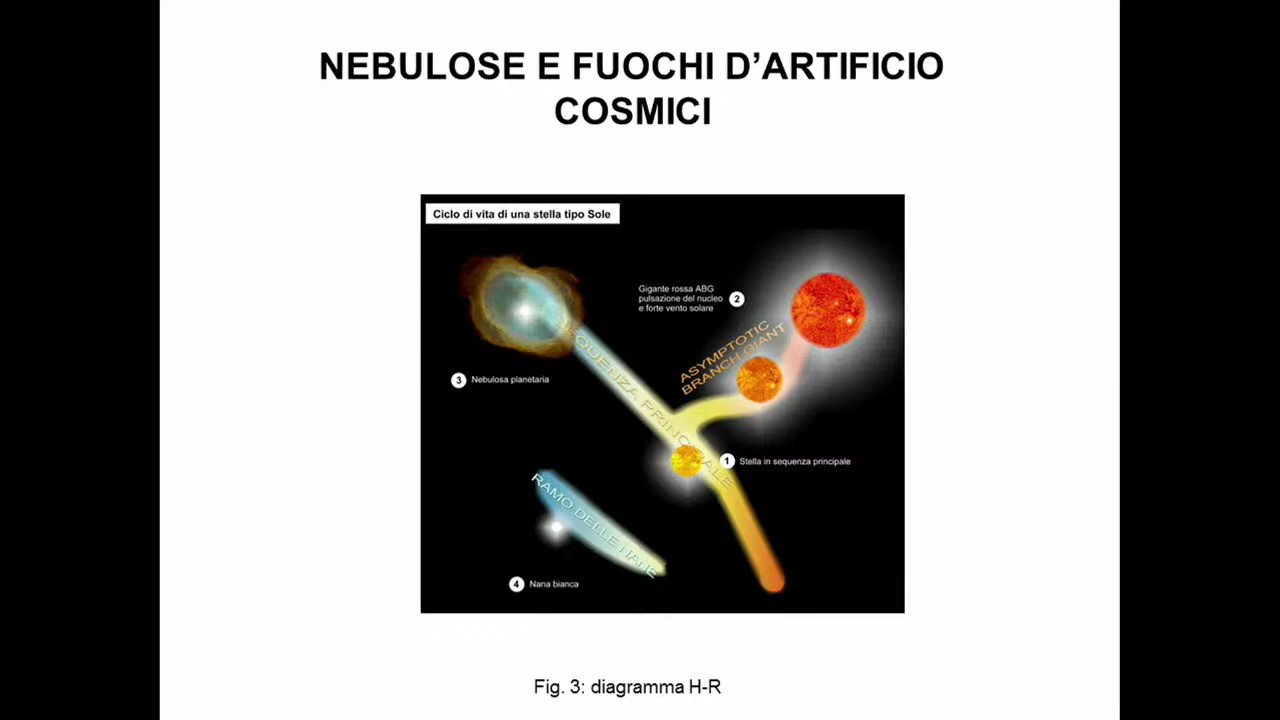 NEBULOSE E FUOCHI D'ARTIFICIO
COSMICI
Ciclo di vita di una stella tipo Sole
Gigante rossa ABG
pulsazione del nucleo
e forte vento solare
2
ASYMPTOTIC
BRANCH GIANT
SEQUENZA PRINCIPALE
3 Nebulosa planetaria
1 Stella in sequenza principale
RAMO DELLE NANE
4 Nana bianca
Fig. 3: diagramma H-R